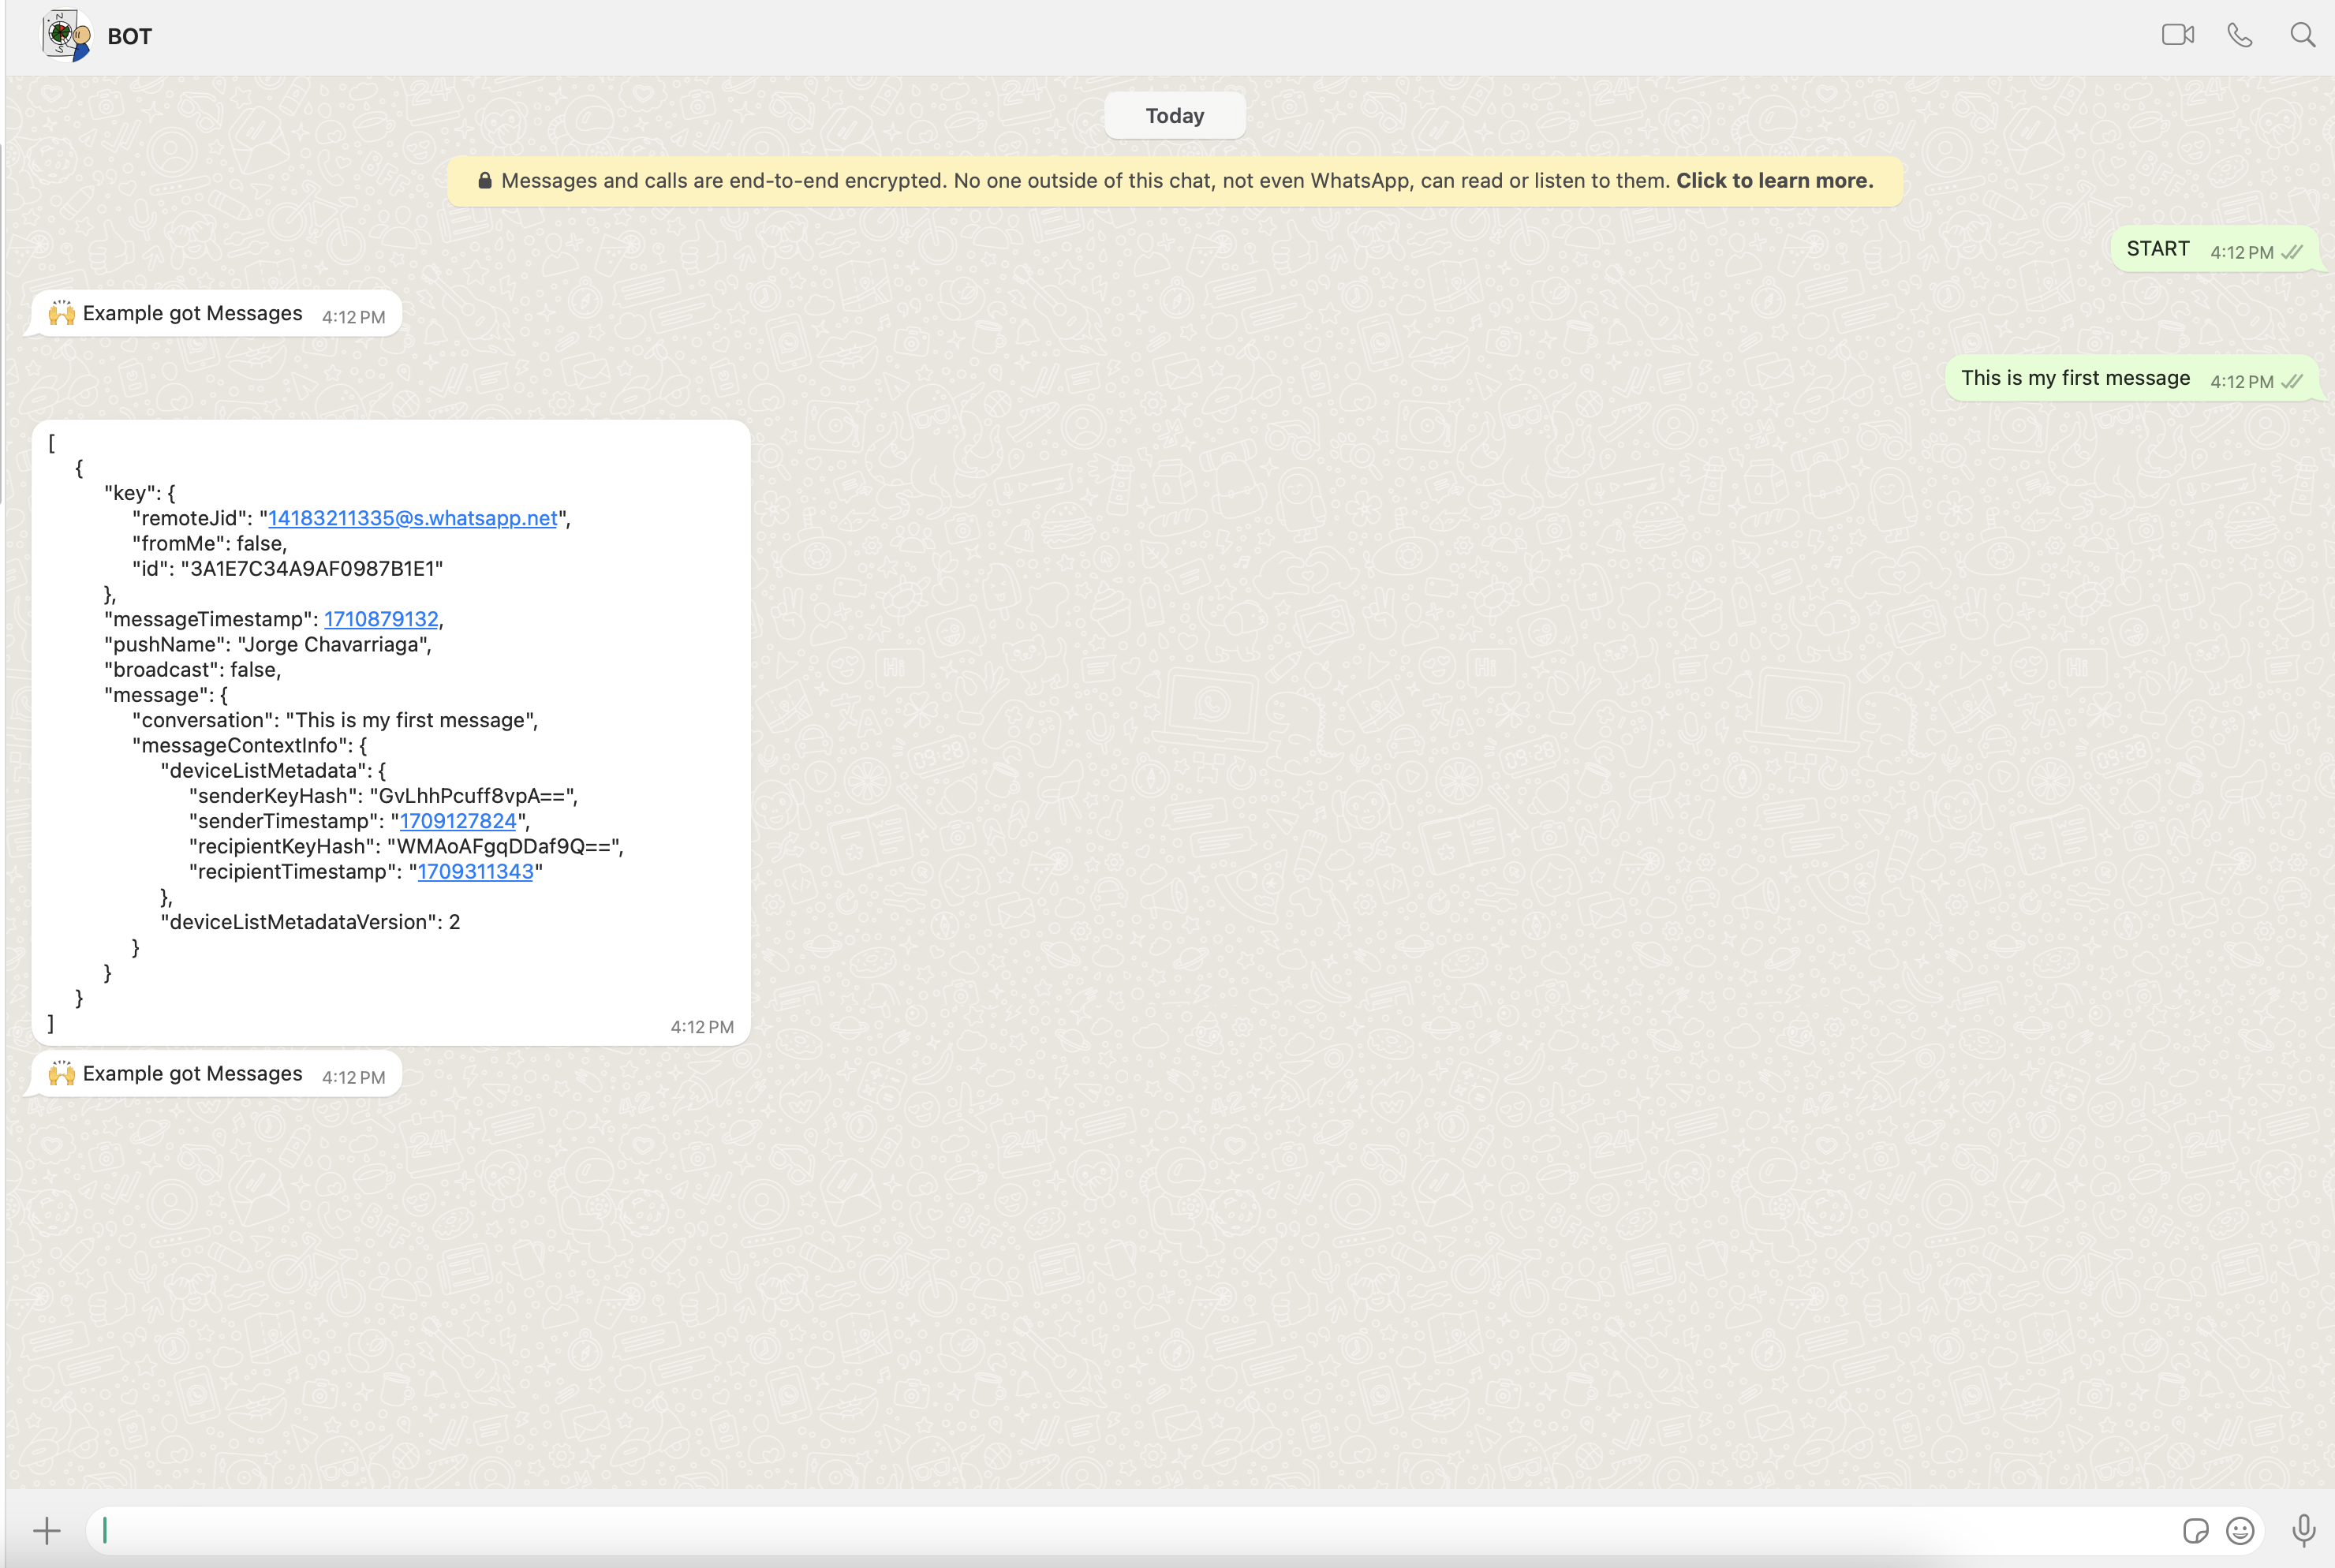 BOT
Today
Messages and calls are end-to-end encrypted. No one outside of this chat, not even WhatsApp, can read or listen to them. Click to learn more.
START 4:12 PM
🙌 Example got Messages 4:12 PM
This is my first message 4:12 PM
[
{
"key": {
"remoteJid": "14183211335@s.whatsapp.net",
"fromMe": false,
"id": "3A1E7C34A9AF0987B1E1"
},
"messageTimestamp": 1710879132,
"pushName": "Jorge Chavarriaga",
"broadcast": false,
"message": {
"conversation": "This is my first message",
"messageContextInfo": {
"deviceListMetadata": {
"senderKeyHash": "GvLhhPcuff8vpA==",
"senderTimestamp": "1709127824",
"recipientKeyHash": "WMAoAFgqDDaf9Q==",
"recipientTimestamp": "1709311343"
},
"deviceListMetadataVersion": 2
}
}
}
]
4:12 PM
🙌 Example got Messages 4:12 PM